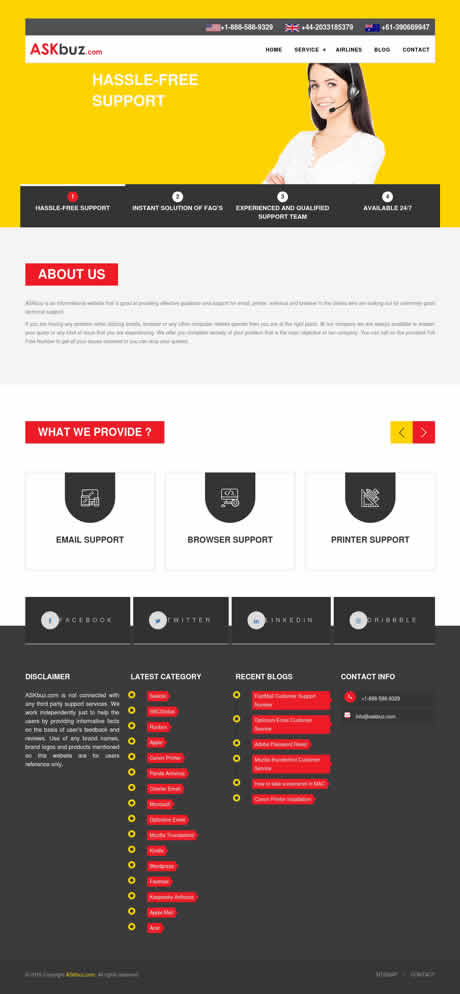 +1-888-586-9329 +44-2033185379 +61-390669947
ASKbuz.com
HOME SERVICE AIRLINES BLOG CONTACT
HASSLE-FREE
SUPPORT
1 2 3 4
HASSLE-FREE SUPPORT INSTANT SOLUTION OF FAQ'S EXPERIENCED AND QUALIFIED AVAILABLE 24/7
SUPPORT TEAM
ABOUT US
ASKbuz is an informational website that is good at providing effective guidance and support for email, printer, antivirus and browser to the clients who are looking out for extremely good
technical support.
If you are having any problem while utilizing emails, browser or any other computer related queries then you are at the right place. At our company we are always available to answer
your query or any kind of issue that you are experiencing. We offer you complete remedy of your problem that is the main objective of our company. You can call on the provided Toll
Free Number to get all your issues resolved or you can drop your queries.
WHAT WE PROVIDE ?
EMAIL SUPPORT BROWSER SUPPORT PRINTER SUPPORT
FACEBOOK TWITTER LINKEDIN DRIBBBLE
DISCLAIMER
ASKbuz.com is not connected with
any third party support services. We
work independently just to help the
users by providing informative facts
on the basis of user's feedback and
reviews. Use of any brand names,
brand logos and products mentioned
on this website are for users
reference only.
LATEST CATEGORY
SBCGlobal
Runbox
Apple
Canon Printer
Panda Antivirus
Charter Email
Microsoft
Optonline Email
Mozilla Thunderbird
Kindle
Wordpress
Fastmail
Kaspersky Antivirus
Apple Mail
Acer
RECENT BLOGS
FastMail Customer Support
Number
Optimum Email Customer
Service
Adobe Password Reset
Mozilla thunderbird Customer
Service
How to take screenshot in MAC
Canon Printer Installation
CONTACT INFO
+1-888-586-9329
info@askbuz.com
Copyright ASKbuz.com. All rights reserved.
SITEMAP / CONTACT